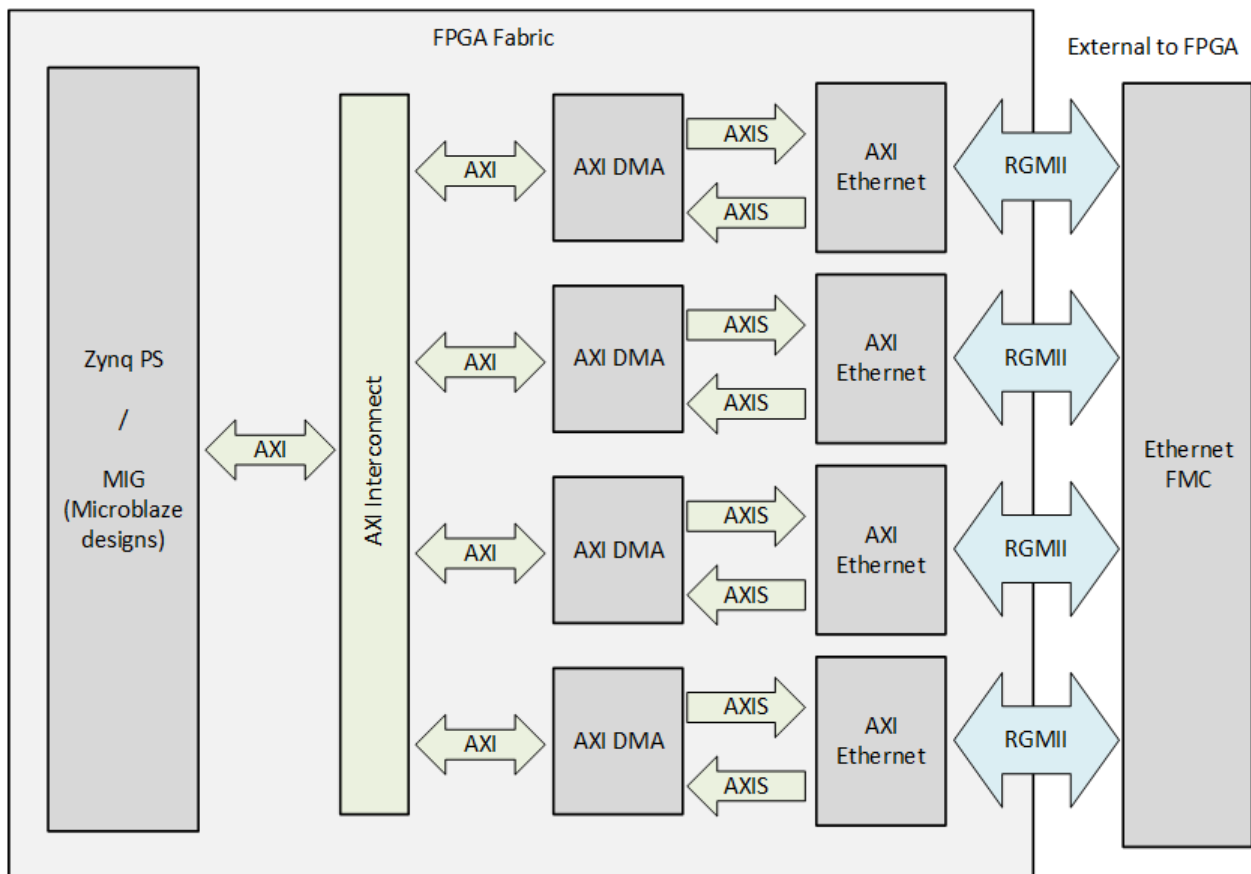 FPGA Fabric
External to FPGA
Zynq PS
/
MIG
(Microblaze
designs)
AXI
AXI Interconnect
AXI
AXI DMA
AXIS
AXIS
AXI
Ethernet
RGMII
AXI
AXI DMA
AXIS
AXIS
AXI
Ethernet
RGMII
AXI
AXI DMA
AXIS
AXIS
AXI
Ethernet
RGMII
AXI
AXI DMA
AXIS
AXIS
AXI
Ethernet
RGMII
Ethernet
FMC